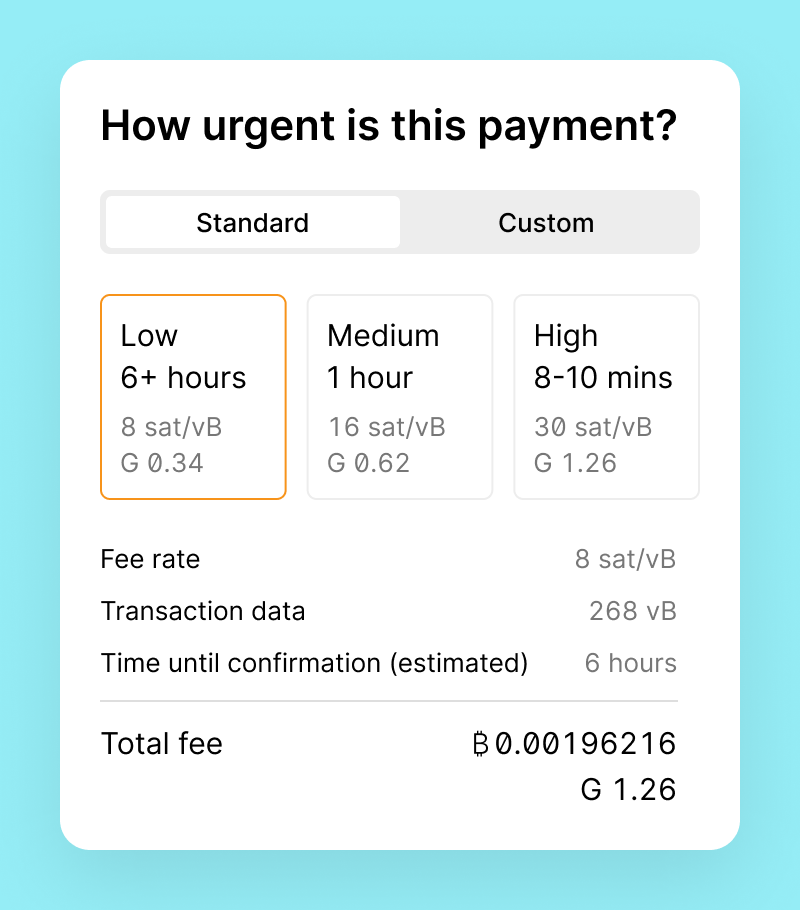 How urgent is this payment?
Standard Custom
Low
6+ hours
8 sat/vB
G 0.34
Medium
1 hour
16 sat/vB
G 0.62
High
8-10 mins
30 sat/vB
G 1.26
Fee rate 8 sat/vB
Transaction data 268 vB
Time until confirmation (estimated) 6 hours
Total fee ₿0.00196216
G 1.26